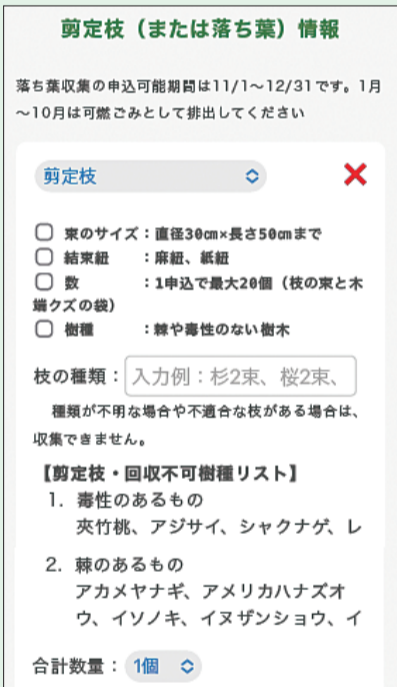 剪定枝（または落ち葉）情報
落ち葉収集の申込可能期間は11/1〜12/31です。1月
〜10月は可燃ごみとして排出してください
剪定枝
束のサイズ：直径30㎝×長さ50㎝まで
結束紐　　：麻紐、紙紐
数　　　　：1申込で最大20個（枝の束と木
端クズの袋）
樹種　　　：棘や毒性のない樹木
枝の種類：入力例：杉2束、桜2束、
種類が不明な場合や不適合な枝がある場合は、
収集できません。
【剪定枝・回収不可樹種リスト】
1. 毒性のあるもの
夾竹桃、アジサイ、シャクナゲ、レ
2. 棘のあるもの
アカメヤナギ、アメリカハナズオ
ウ、イソノキ、イヌザンショウ、イ
合計数量：1個